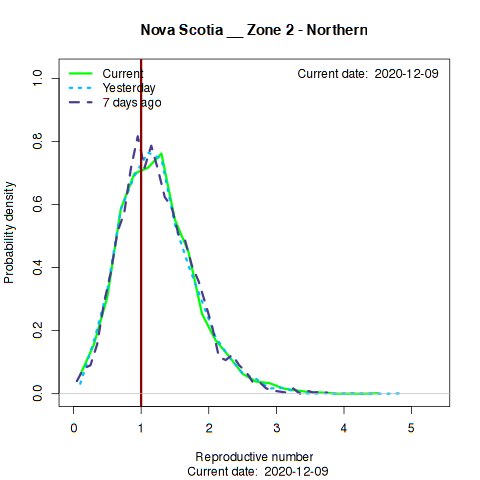 Nova Scotia __ Zone 2 - Northern
Current
Yesterday
7 days ago
Current date:  2020-12-09
Probability density
1.0
0.8
0.6
0.4
0.2
0.0
0 1 2 3 4 5
Reproductive number
Current date:  2020-12-09